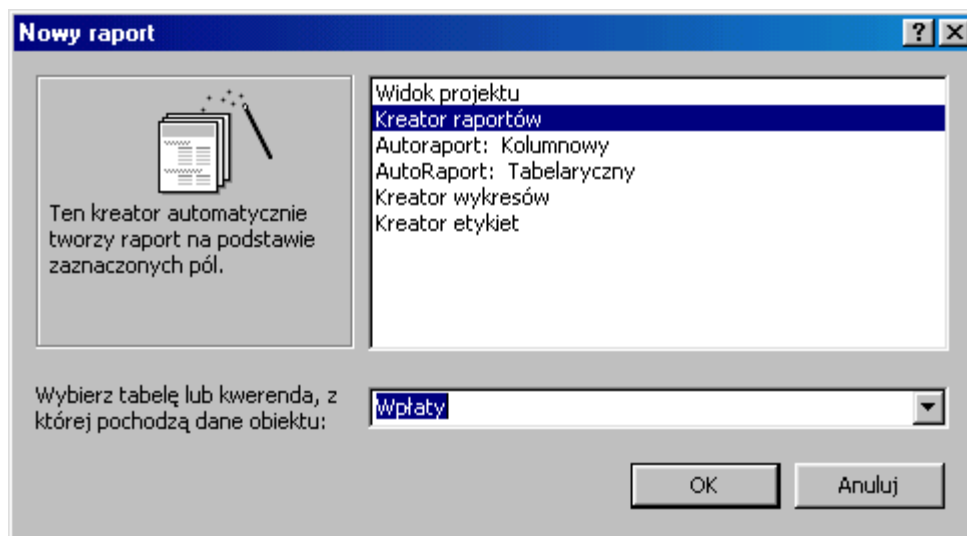 Nowy raport
Widok projektu
Kreator raportów
Autoraport: Kolumnowy
AutoRaport: Tabelaryczny
Kreator wykresów
Kreator etykiet
Ten kreator automatycznie
tworzy raport na podstawie
zaznaczonych pól.
Wybierz tabelę lub kwerenda, z
której pochodzą dane obiektu:
Wpłaty
OK
Anuluj